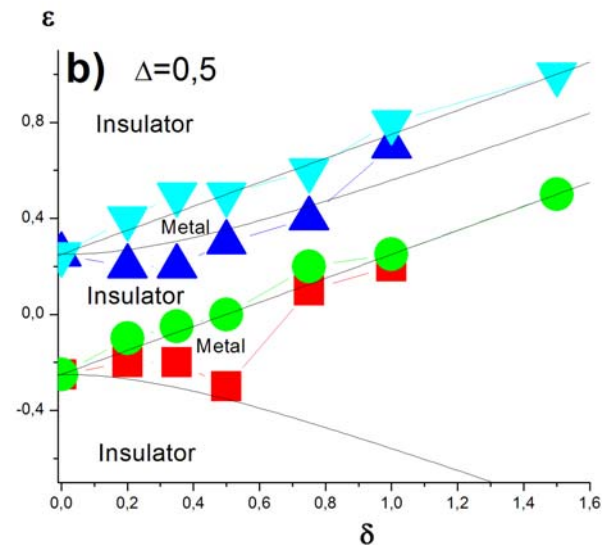 ε
b) Δ=0,5
Insulator
0,8
Metal
0,4
Insulator
0,0
Metal
-0,4
Insulator
0,0 0,2 0,4 0,6 0,8 1,0 1,2 1,4 1,6
δ